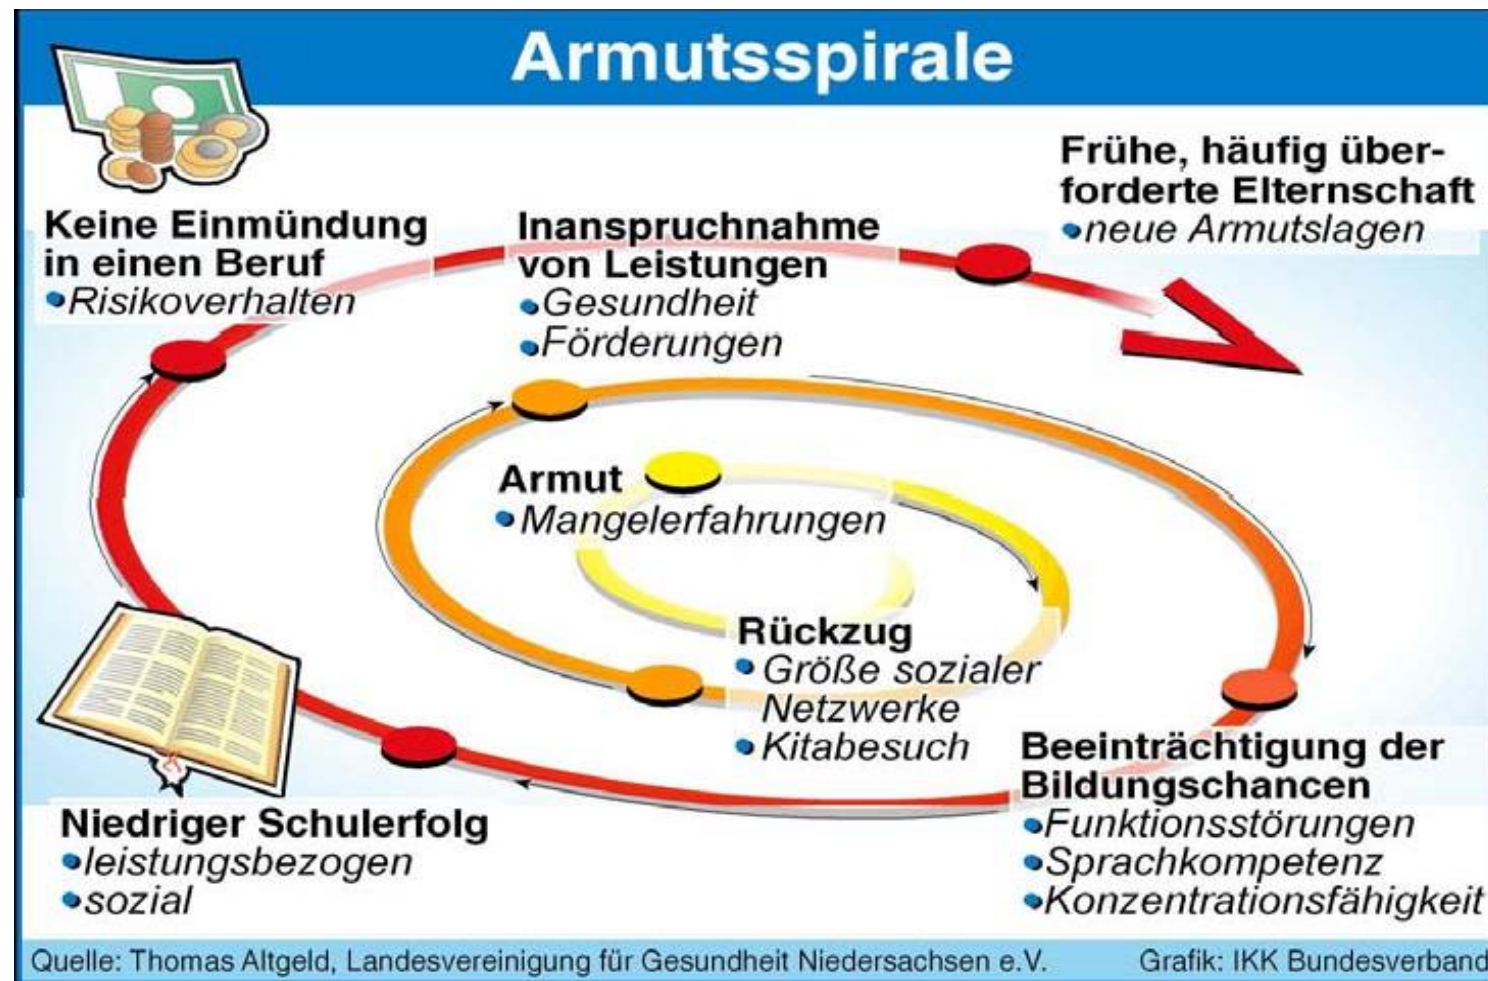 Armutsspirale
Frühe, häufig über-
forderte Elternschaft
neue Armutslagen
Keine Einmündung
in einen Beruf
Risikoverhalten
Inanspruchnahme
von Leistungen
Gesundheit
Förderungen
Armut
Mangelerfahrungen
Rückzug
Größe sozialer
Netzwerke
Kitabesuch
Beeinträchtigung der
Bildungschancen
Funktionsstörungen
Sprachkompetenz
Konzentrationsfähigkeit
Niedriger Schulerfolg
leistungsbezogen
sozial
Quelle: Thomas Altgeld, Landesvereinigung für Gesundheit Niedersachsen e.V.
Grafik: IKK Bundesverband